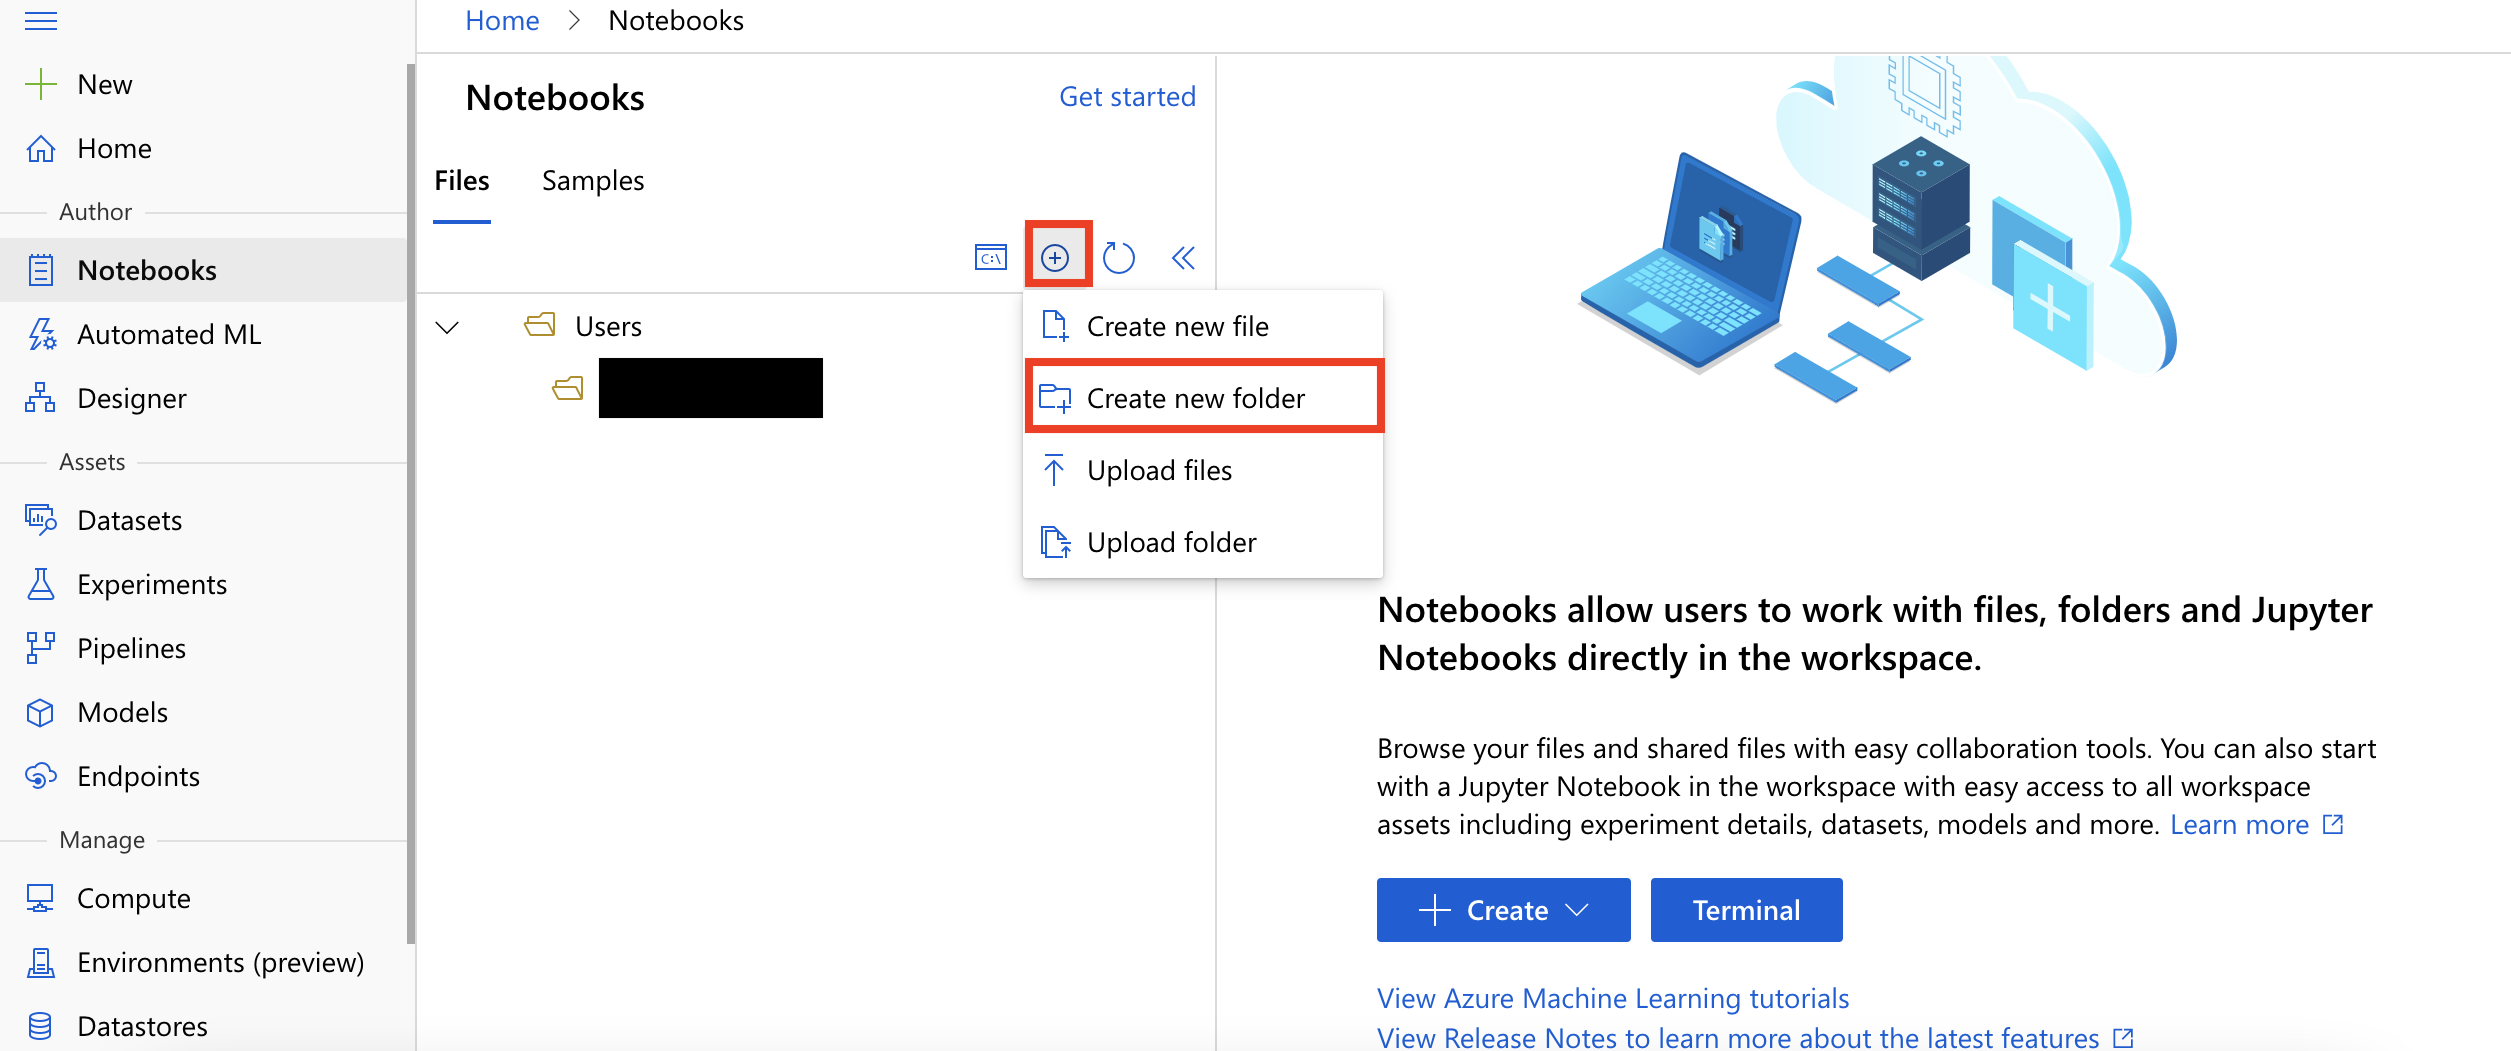 Home > Notebooks
New
Home
Author
Notebooks
Automated ML
Designer
Assets
Datasets
Experiments
Pipelines
Models
Endpoints
Manage
Compute
Environments (preview)
Datastores
Notebooks
Get started
Files
Samples
C:\
Users
Create new file
Create new folder
Upload files
Upload folder
Notebooks allow users to work with files, folders and Jupyter
Notebooks directly in the workspace.
Browse your files and shared files with easy collaboration tools. You can also start
with a Jupyter Notebook in the workspace with easy access to all workspace
assets including experiment details, datasets, models and more. Learn more
Create
Terminal
View Azure Machine Learning tutorials
View Release Notes to learn more about the latest features